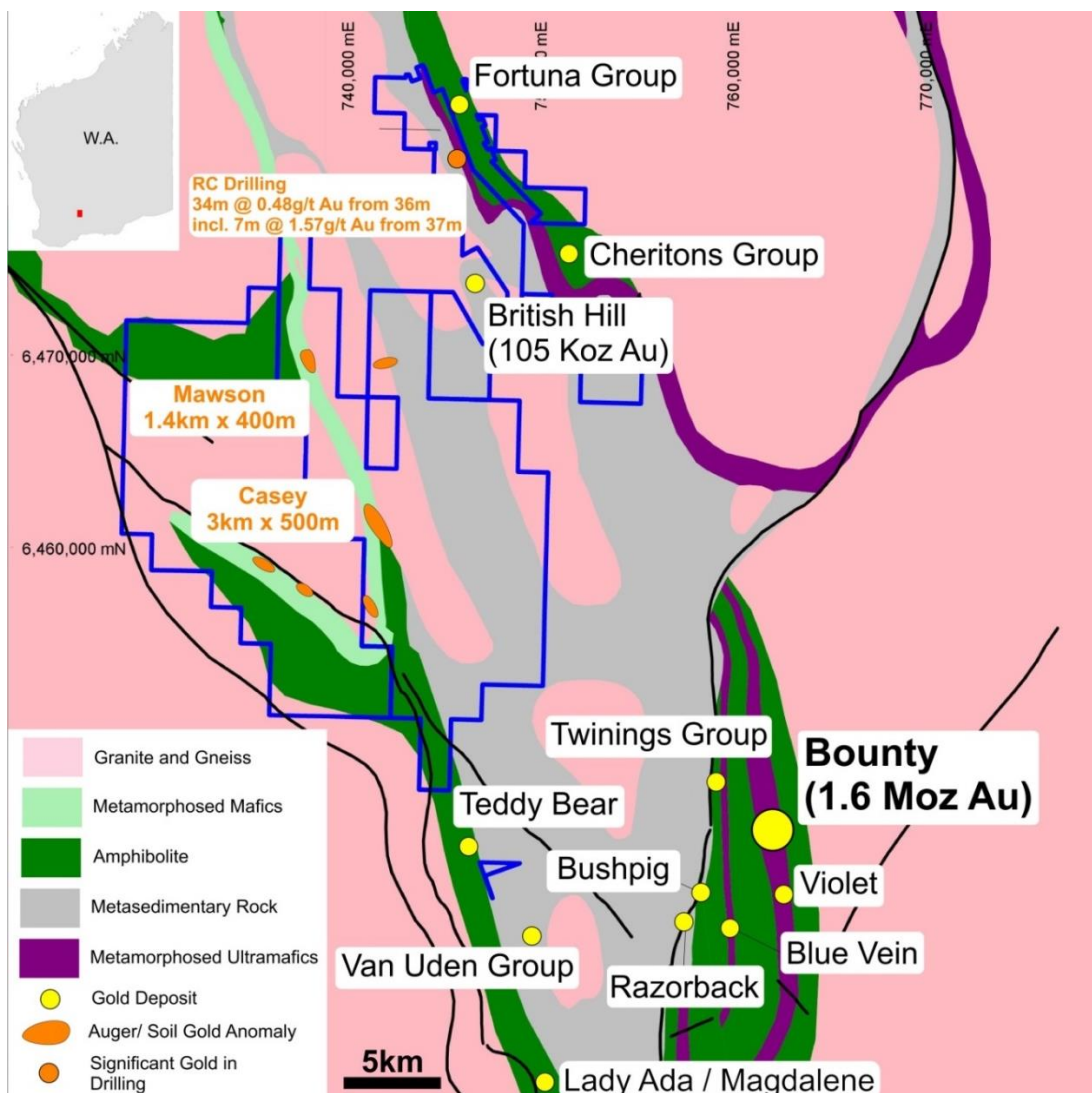 W.A.
740,000 mE
760,000 mE
770,000 mE
Fortuna Group
RC Drilling
34m @ 0.48g/t Au from 36m
incl. 7m @ 1.57g/t Au from 37m
Cheritons Group
British Hill
(105 Koz Au)
6,470,000 mN
Mawson
1.4km x 400m
Casey
3km x 500m
6,460,000 mN
Twinings Group
Bounty
(1.6 Moz Au)
Teddy Bear
Bushpig
Violet
Blue Vein
Van Uden Group
Razorback
Lady Ada / Magdalene
5km
Granite and Gneiss
Metamorphosed Mafics
Amphibolite
Metasedimentary Rock
Metamorphosed Ultramafics
Gold Deposit
Auger/ Soil Gold Anomaly
Significant Gold in
Drilling